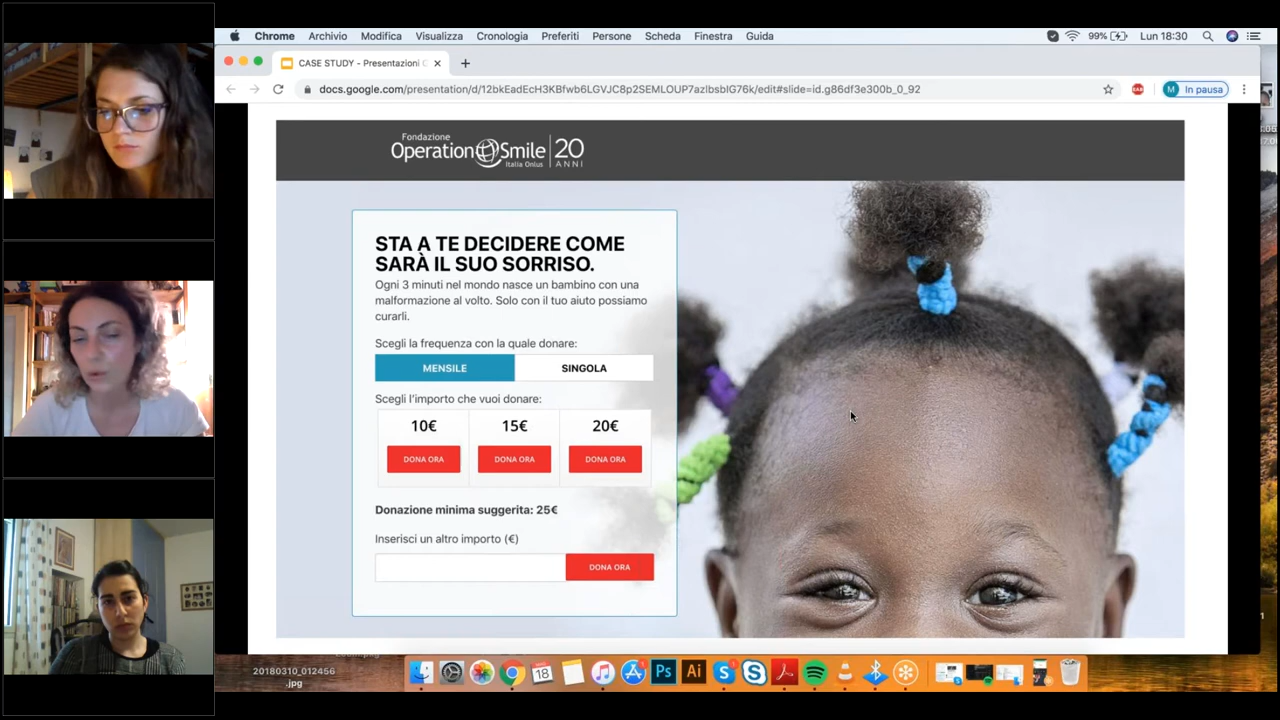 Chrome Archivio Modifica Visualizza Cronologia Preferiti Persone Scheda Finestra Guida 99% Lun 18:30
CASE STUDY - Presentazioni
docs.google.com/presentation/d/12bkEadEcH3KBfwb6LGVJC8p2SEMLOUP7azlbsblG76k/edit#slide=id.g86df3e300b_0_92
M In pausa
Fondazione
Operation Smile 20
Italia Onlus ANNI
STA A TE DECIDERE COME
SARÀ IL SUO SORRISO.
Ogni 3 minuti nel mondo nasce un bambino con una
malformazione al volto. Solo con il tuo aiuto possiamo
curarli.
Scegli la frequenza con la quale donare:
MENSILE SINGOLA
Scegli l'importo che vuoi donare:
10€ 15€ 20€
DONA ORA DONA ORA DONA ORA
Donazione minima suggerita: 25€
Inserisci un altro importo (€)
DONA ORA
20180310_012456
.jpg
18
Ps Ai